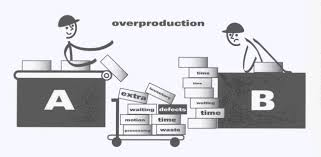 overproduction
A
extra
waiting
defects
motion
time
processing
waste
time
time
waiting
time
B